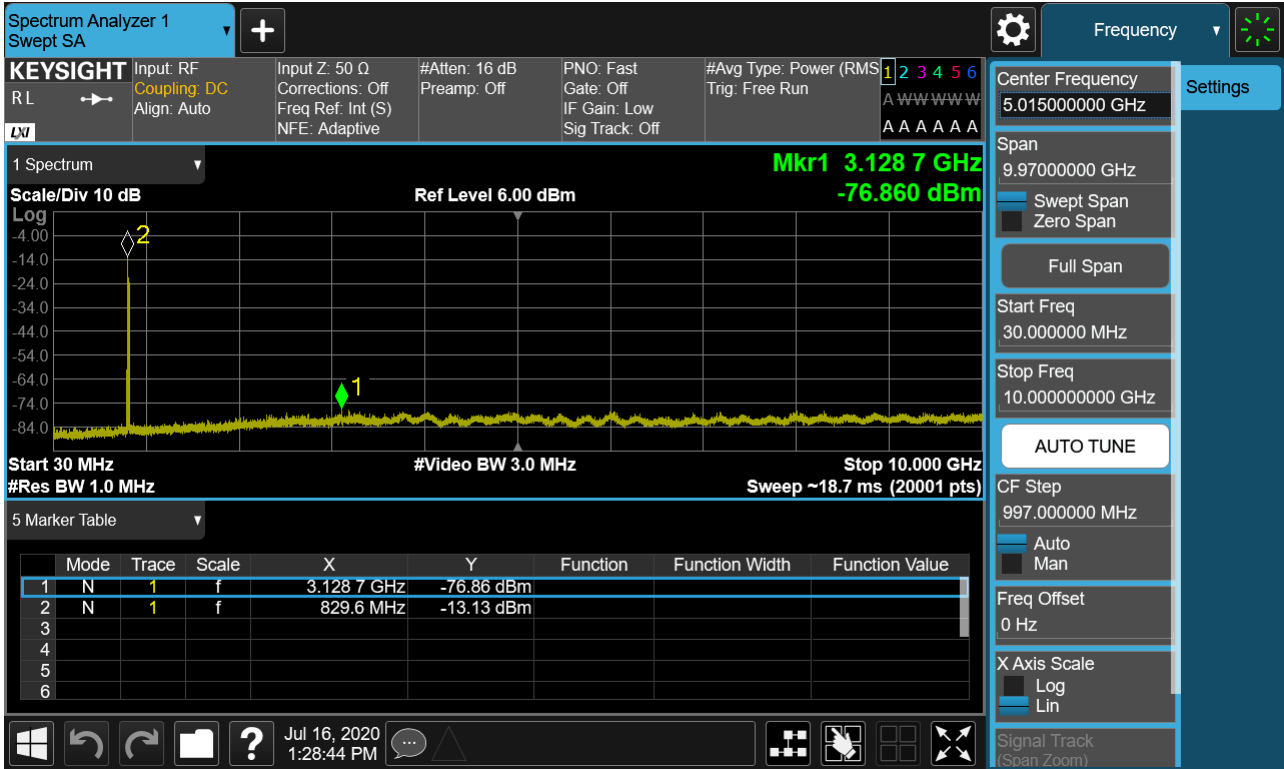 Spectrum Analyzer 1
Swept SA
Frequency
KEYSIGHT
R L
LXI
Input: RF
Coupling: DC
Align: Auto
Input Z: 50 Ω
Corrections: Off
Freq Ref: Int (S)
NFE: Adaptive
#Atten: 16 dB
Preamp: Off
PNO: Fast
Gate: Off
IF Gain: Low
Sig Track: Off
#Avg Type: Power (RMS
Trig: Free Run
1 2 3 4 5 6
A W W W W W
A A A A A A
Center Frequency
5.015000000 GHz
Settings
Span
9.97000000 GHz
Swept Span
Zero Span
Full Span
Start Freq
30.000000 MHz
Stop Freq
10.000000000 GHz
AUTO TUNE
CF Step
997.000000 MHz
Auto
Man
Freq Offset
0 Hz
X Axis Scale
Log
Lin
Signal Track
(Span Zoom)
1 Spectrum
Mkr1 3.128 7 GHz
-76.860 dBm
Scale/Div 10 dB
Ref Level 6.00 dBm
Log
-4.00
-14.0
-24.0
-34.0
-44.0
-54.0
-64.0
-74.0
-84.0
2
1
Start 30 MHz
#Video BW 3.0 MHz
Stop 10.000 GHz
#Res BW 1.0 MHz
Sweep ~18.7 ms (20001 pts)
5 Marker Table
Mode Trace Scale X Y Function Function Width Function Value
1 N 1 f 3.128 7 GHz -76.86 dBm
2 N 1 f 829.6 MHz -13.13 dBm
3
4
5
6
?
Jul 16, 2020
1:28:44 PM